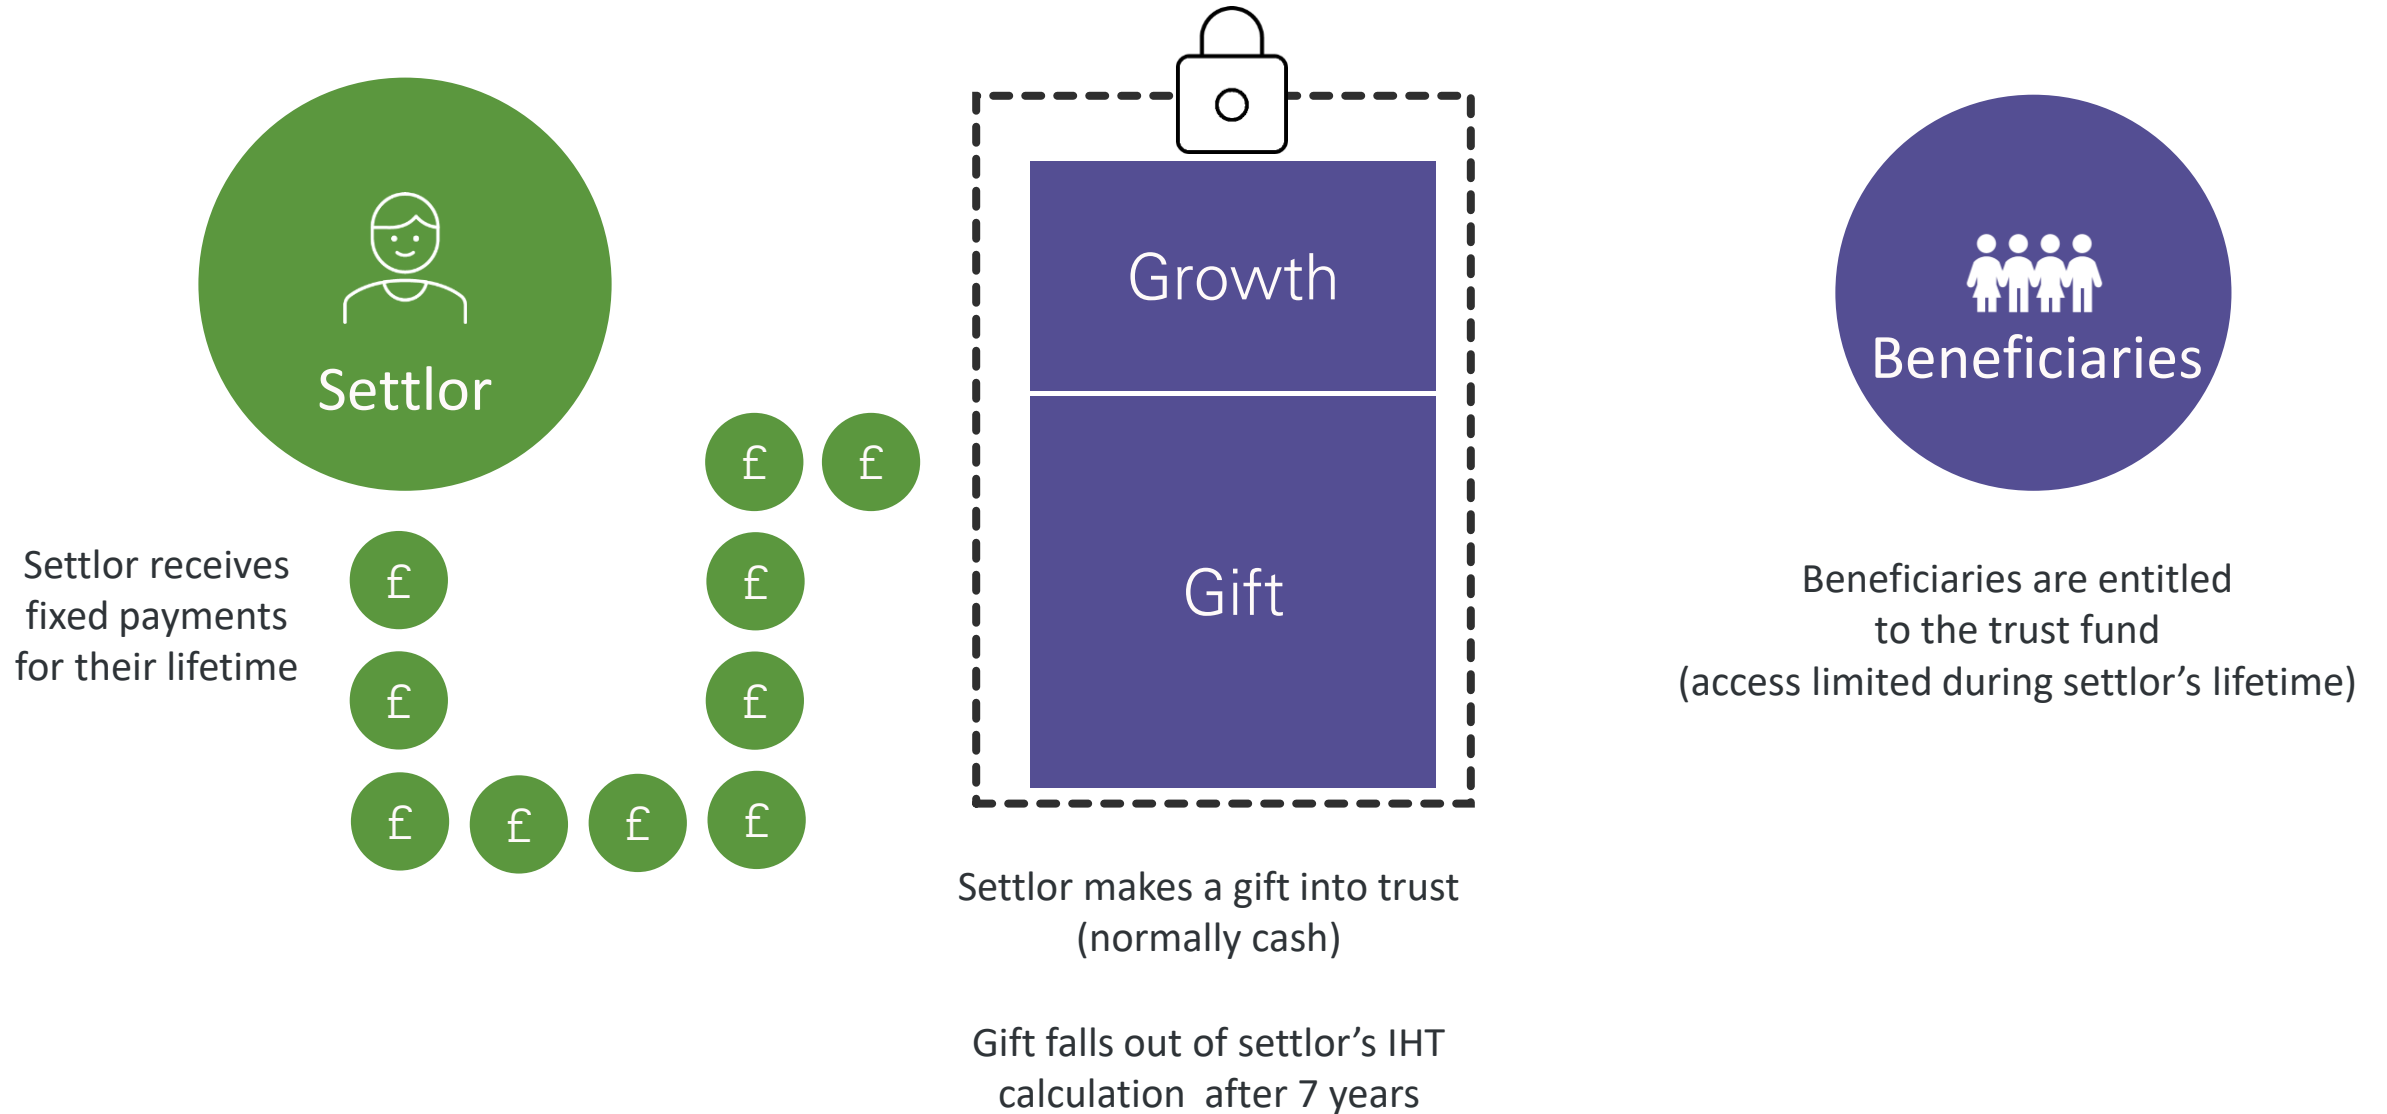 Settlor
Settlor receives
fixed payments
for their lifetime
£
£
£
£
£
£
£
£
£
£
Growth
Gift
Settlor makes a gift into trust
(normally cash)
Gift falls out of settlor’s IHT
calculation  after 7 years
Beneficiaries
Beneficiaries are entitled
to the trust fund
(access limited during settlor’s lifetime)